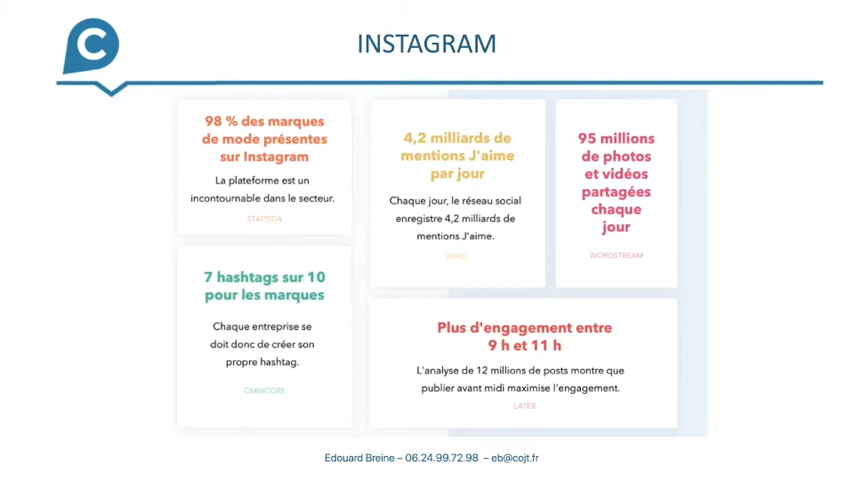 C
INSTAGRAM
98 % des marques
de mode présentes
sur Instagram
La plateforme est un
incontournable dans le secteur.
STATISTIA
4,2 milliards de
mentions J'aime
par jour
Chaque jour, le réseau social
enregistre 4,2 milliards de
mentions J'aime.
WIRED
95 millions
de photos
et vidéos
partagées
chaque
jour
WORDSTREAM
7 hashtags sur 10
pour les marques
Chaque entreprise se
doit donc de créer son
propre hashtag.
OMNICORE
Plus d'engagement entre
9 h et 11 h
L'analyse de 12 millions de posts montre que
publier avant midi maximise l'engagement.
LATER
Edouard Breine – 06.24.99.72.98 – eb@cojt.fr